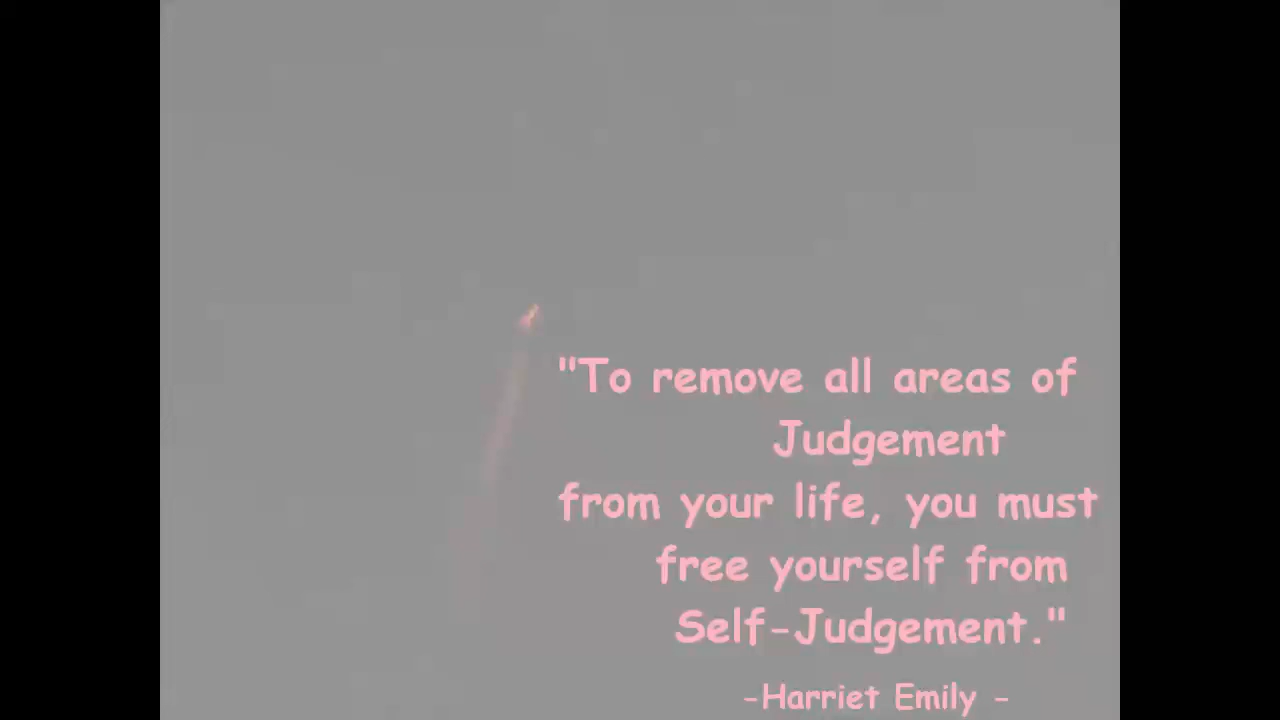 "To remove all areas of
Judgement
from your life, you must
free yourself from
Self-Judgement."
-Harriet Emily -